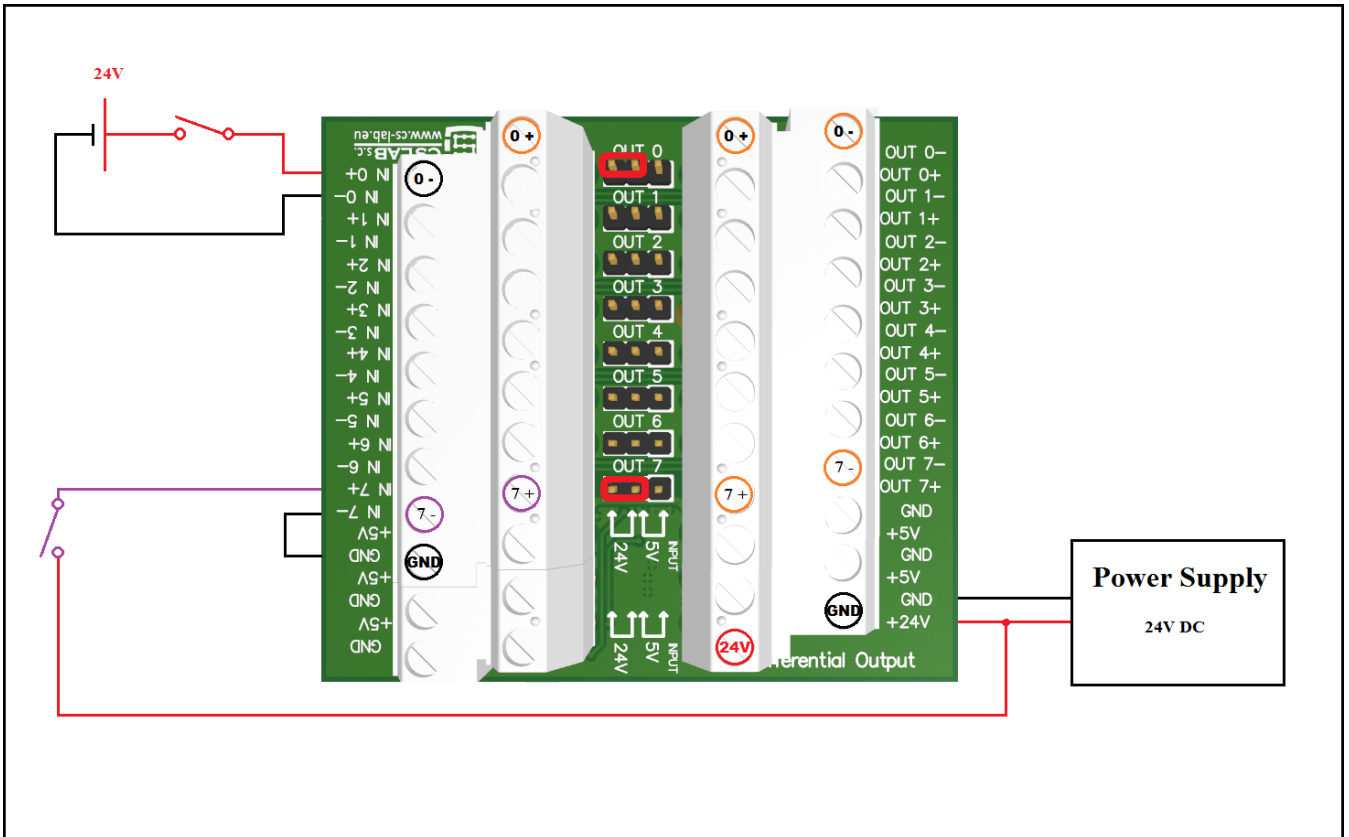 24V
www.cs-lab.eu
CSLAB s.c.
IN 0+
IN 0-
IN 1+
IN 1-
IN 2+
IN 2-
IN 3+
IN 3-
IN 4+
IN 4-
IN 5+
IN 5-
IN 6+
IN 6-
IN 7+
IN 7-
+5V
GND
+5V
GND
+5V
GND
0 -
7 -
GND
0 +
7 +
OUT 0
OUT 1
OUT 2
OUT 3
OUT 4
OUT 5
OUT 6
OUT 7
24V
5V
INPUT
24V
5V
INPUT
0 +
7 +
24V
0 -
7 -
GND
OUT 0-
OUT 0+
OUT 1-
OUT 1+
OUT 2-
OUT 2+
OUT 3-
OUT 3+
OUT 4-
OUT 4+
OUT 5-
OUT 5+
OUT 6-
OUT 6+
OUT 7-
OUT 7+
GND
+5V
GND
+5V
GND
+24V
Output
Power Supply
24V DC